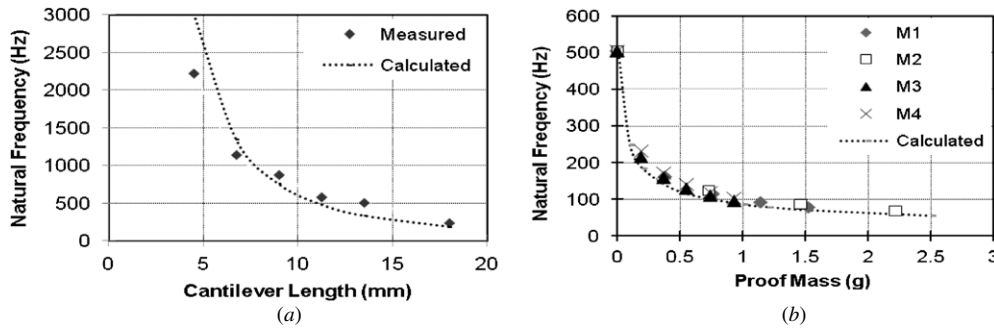 3000
2500
2000
1500
1000
500
0
Natural Frequency (Hz)
Measured
Calculated
0
5
10
15
20
Cantilever Length (mm)
(a)
600
500
400
300
200
100
0
Natural Freqency (Hz)
M1
M2
M3
M4
Calculated
0
0.5
1
1.5
2
2.5
3
Proof Mass (g)
(b)